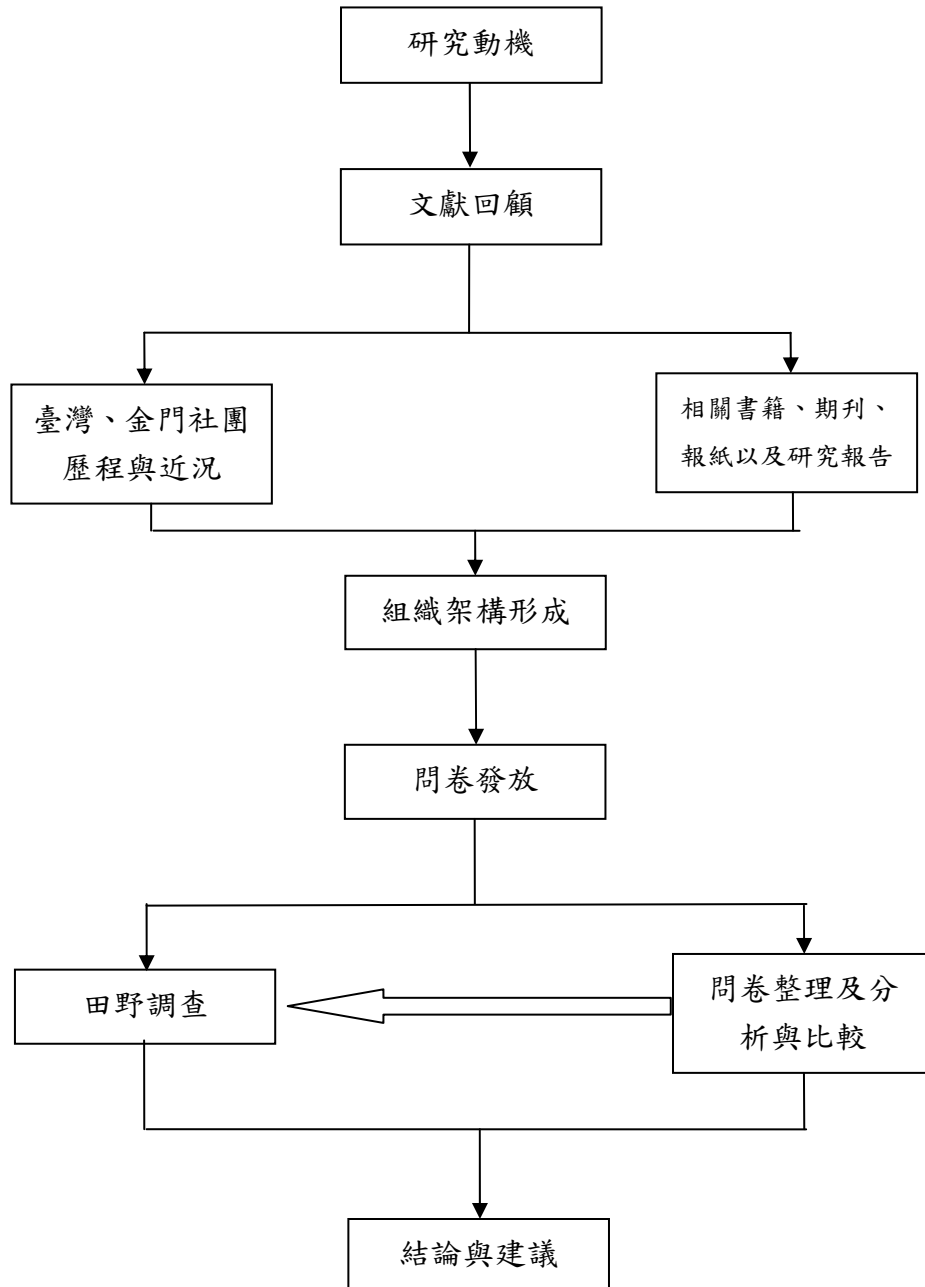 研究動機
文獻回顧
臺灣、金門社團
歷程與近況
相關書籍、期刊、
報紙以及研究報告
組織架構形成
問卷發放
田野調查
問卷整理及分
析與比較
結論與建議